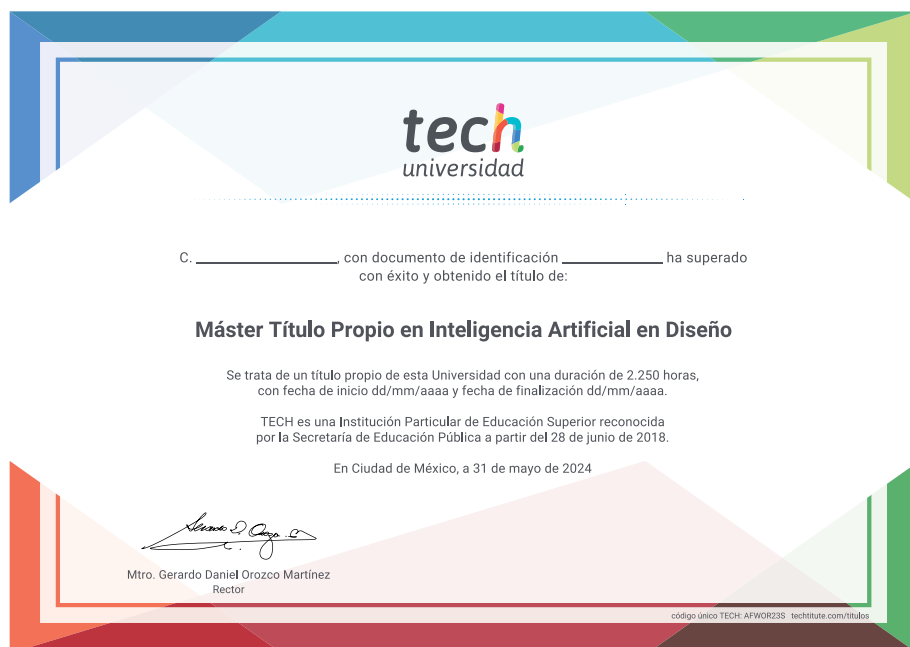 tech
universidad
C. ____________, con documento de identificación ____________ ha superado
con éxito y obtenido el título de:
Máster Título Propio en Inteligencia Artificial en Diseño
Se trata de un título propio de esta Universidad con una duración de 2.250 horas,
con fecha de inicio dd/mm/aaaa y fecha de finalización dd/mm/aaaa.
TECH es una Institución Particular de Educación Superior reconocida
por la Secretaría de Educación Pública a partir del 28 de junio de 2018.
En Ciudad de México, a 31 de mayo de 2024
Mtro. Gerardo Daniel Orozco Martínez
Rector
código único TECH: AFWOR23S techtitute.com/titulos